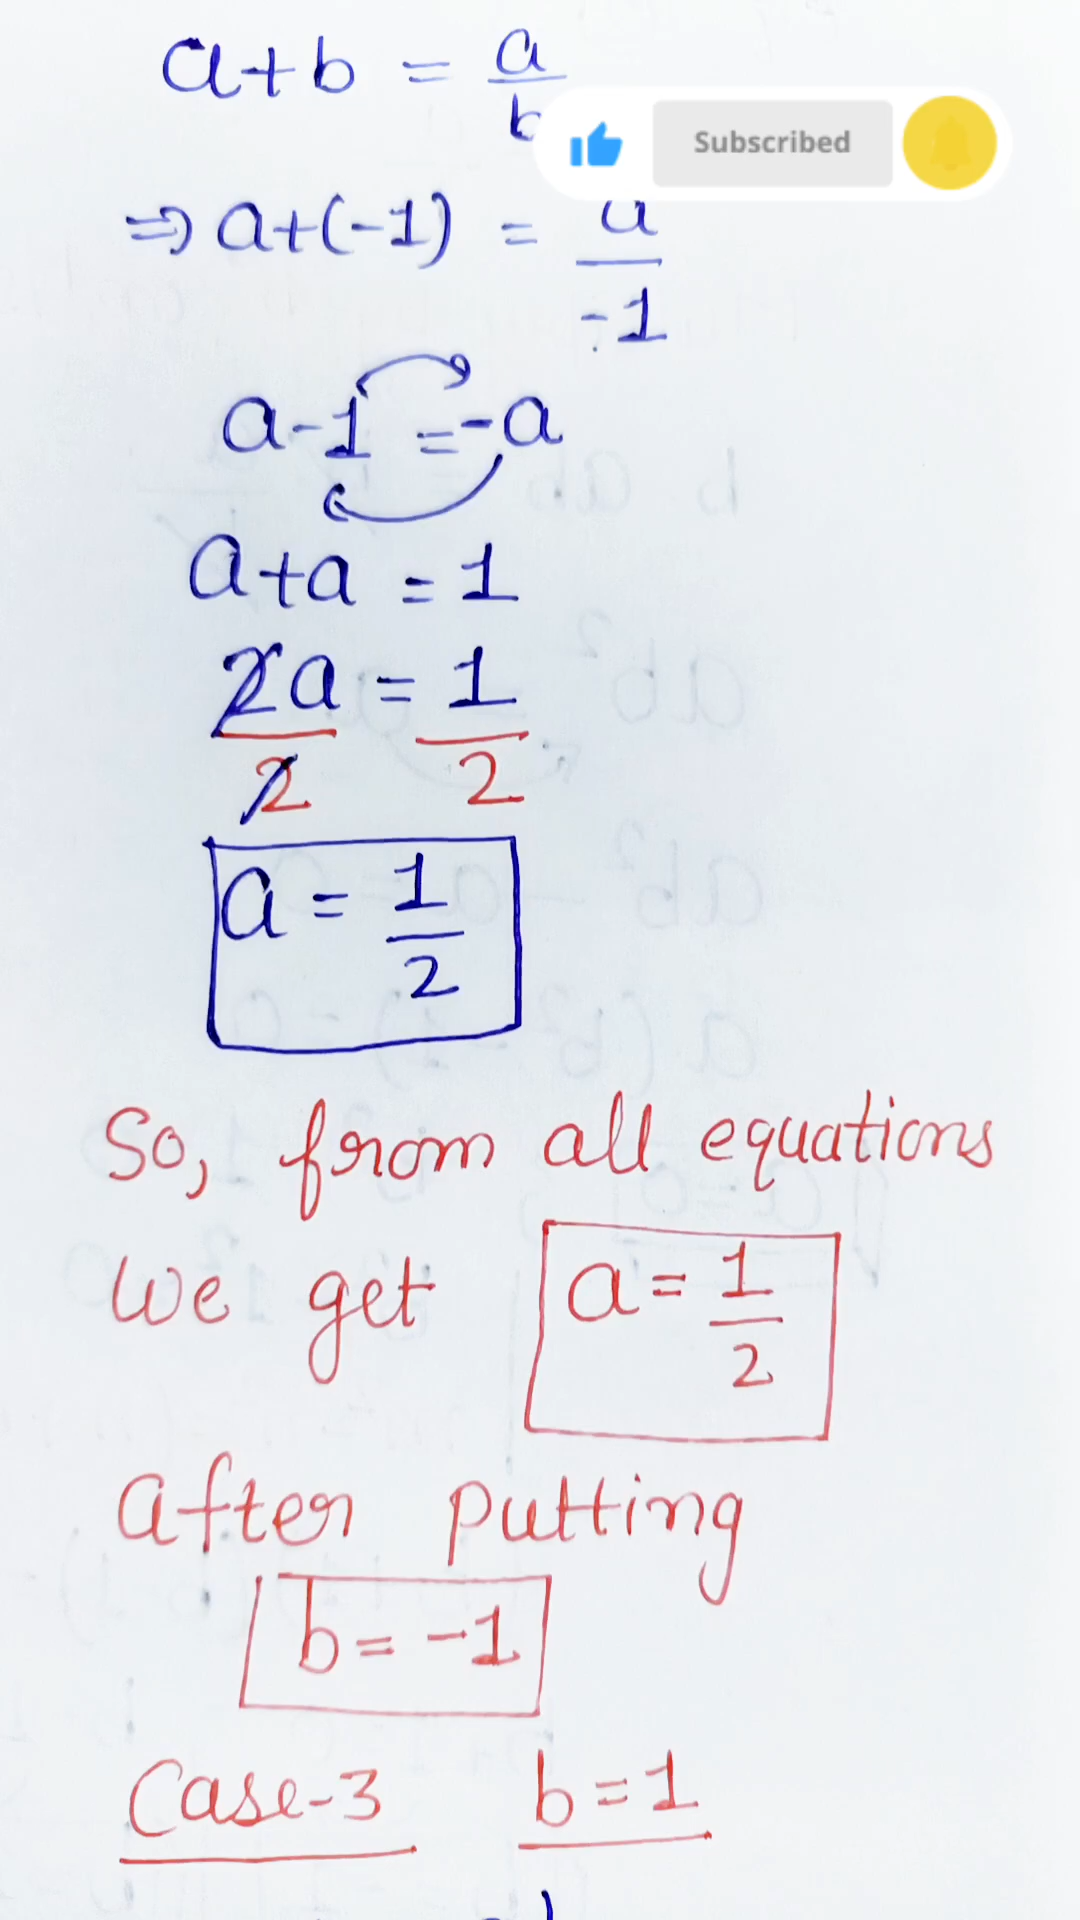 a+b = a/b
Subscribed
⇒ a+(-1) = a/-1
a-1 = -a
a+a = 1
2a/2 = 1/2
a = 1/2
So, from all equations
we get a = 1/2
After putting
b = -1
Case-3 b = 1